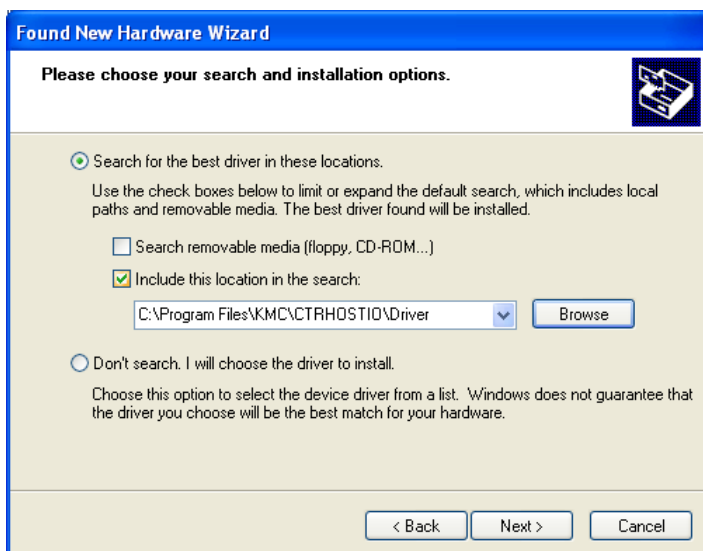 Found New Hardware Wizard
Please choose your search and installation options.
Search for the best driver in these locations.
Use the check boxes below to limit or expand the default search, which includes local
paths and removable media. The best driver found will be installed.
Search removable media (floppy, CD-ROM...)
Include this location in the search:
C:\Program Files\KMC\CTRHOSTIO\Driver
Browse
Don't search. I will choose the driver to install.
Choose this option to select the device driver from a list. Windows does not guarantee that
the driver you choose will be the best match for your hardware.
< Back
Next >
Cancel